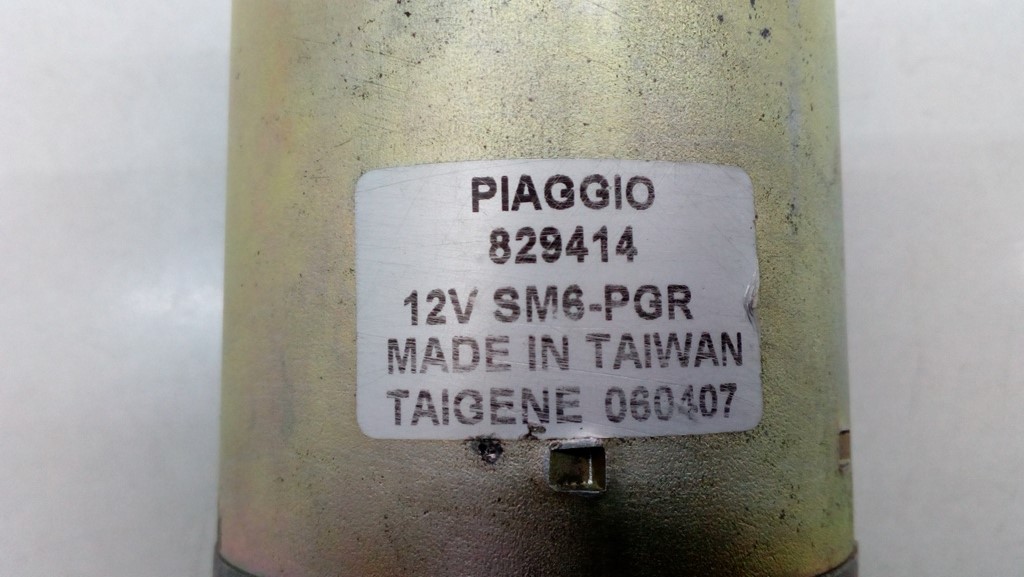 PIAGGIO
829414
12V SM6-PGR
MADE IN TAIWAN
TAIGENE 060407